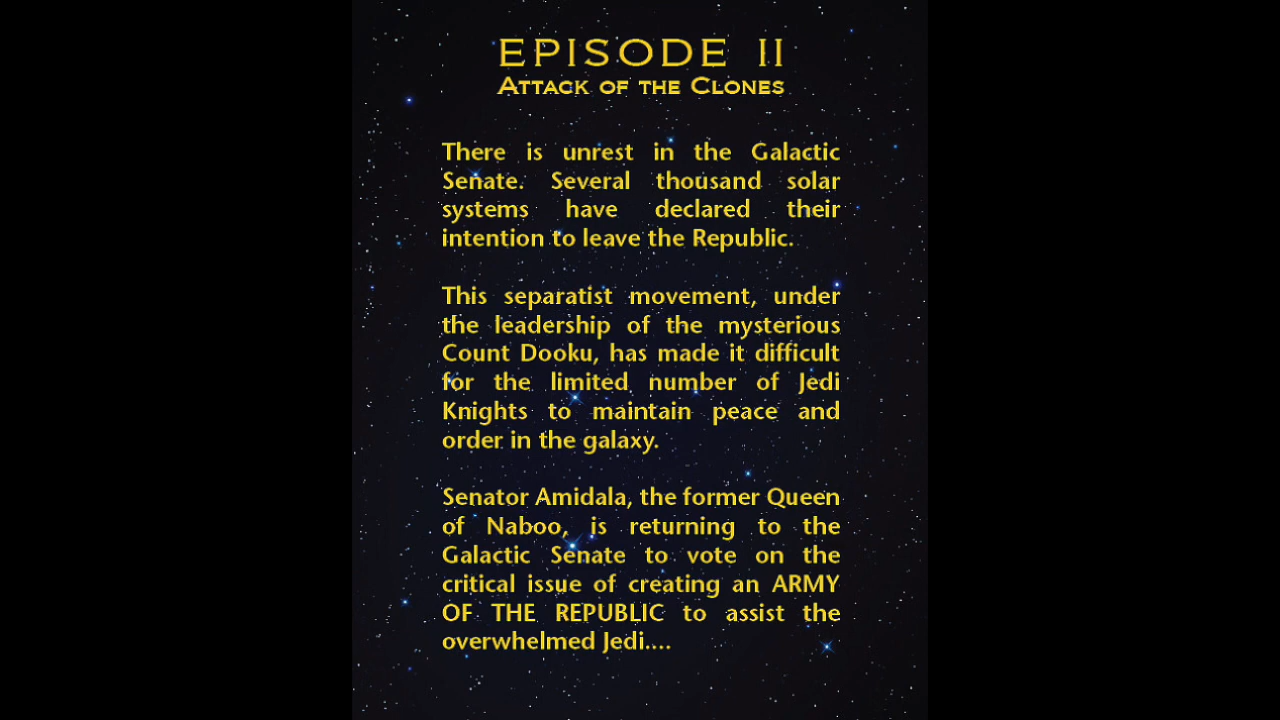 EPISODE II
ATTACK OF THE CLONES
There is unrest in the Galactic
Senate. Several thousand solar
systems have declared their
intention to leave the Republic.
This separatist movement, under
the leadership of the mysterious
Count Dooku, has made it difficult
for the limited number of Jedi
Knights to maintain peace and
order in the galaxy.
Senator Amidala, the former Queen
of Naboo, is returning to the
Galactic Senate to vote on the
critical issue of creating an ARMY
OF THE REPUBLIC to assist the
overwhelmed Jedi....